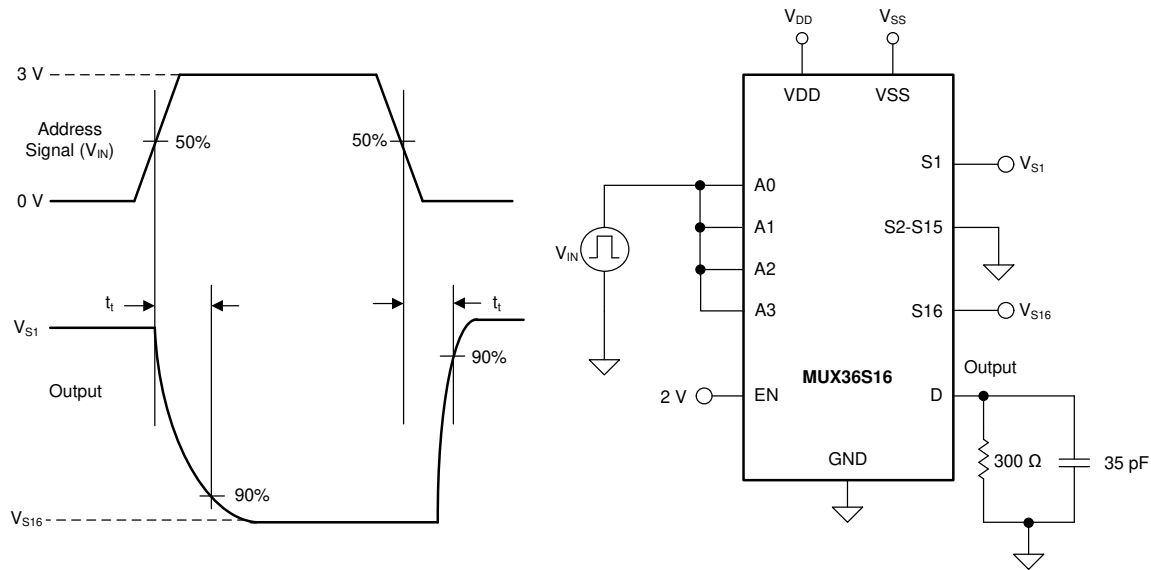 3 V
Address
Signal (VIN)
50%
50%
0 V
tt
tt
VS1
90%
Output
90%
VS16
VDD
VSS
VDD
VSS
S1
VS1
A0
A1
S2-S15
VIN
A2
A3
S16
VS16
MUX36S16
Output
2 V
EN
D
300 Ω
35 pF
GND